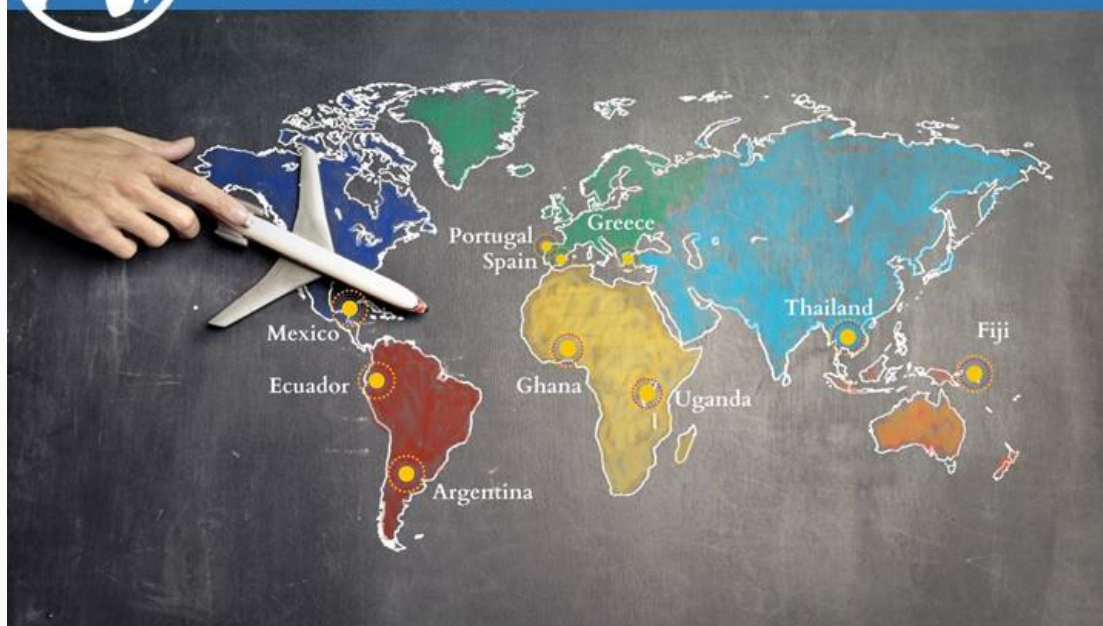 Greece
Portugal
Spain
Thailand
Fiji
Mexico
Ecuador
Ghana
Uganda
Argentina